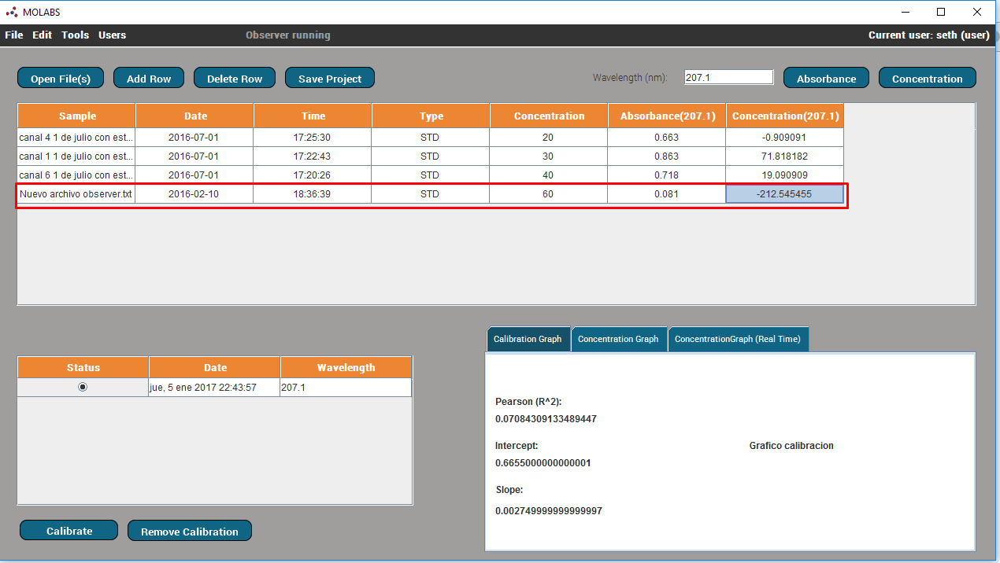 MOLABS
File Edit Tools Users Observer running Current user: seth (user)
Open File(s) Add Row Delete Row Save Project Wavelength (nm): 207.1 Absorbance Concentration
Sample Date Time Type Concentration Absorbance(207.1) Concentration(207.1)
canal 4 1 de julio con est... 2016-07-01 17:25:30 STD 20 0.663 -0.909091
canal 1 1 de julio con est... 2016-07-01 17:22:43 STD 30 0.863 71.818182
canal 6 1 de julio con est... 2016-07-01 17:20:26 STD 40 0.718 19.090909
Nuevo archivo observer.txt 2016-02-10 18:36:39 STD 60 0.081 -212.545455
Calibration Graph Concentration Graph ConcentrationGraph (Real Time)
Status Date Wavelength
jue, 5 ene 2017 22:43:57 207.1
Pearson (R^2):
0.07084309133489447
Intercept: Grafico calibracion
0.6655000000000001
Slope:
0.002749999999999997
Calibrate Remove Calibration